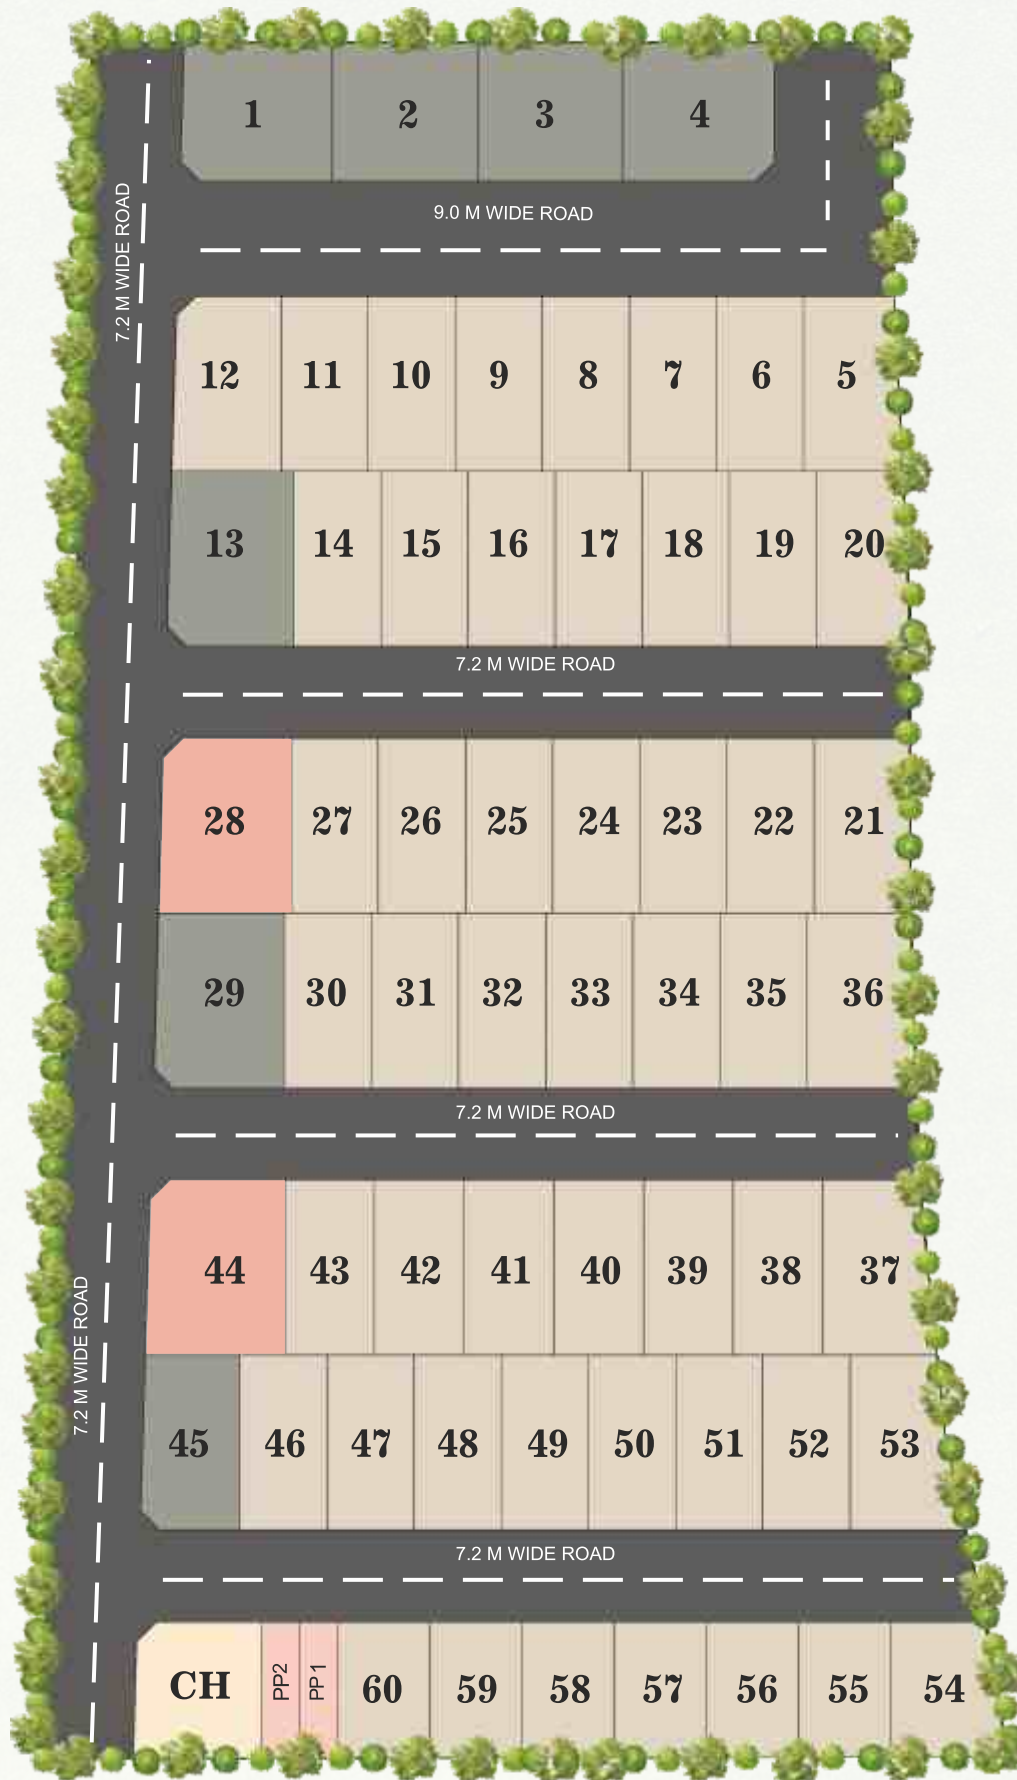 1 2 3 4
9.0 M WIDE ROAD
7.2 M WIDE ROAD
12 11 10 9 8 7 6 5
13 14 15 16 17 18 19 20
7.2 M WIDE ROAD
28 27 26 25 24 23 22 21
29 30 31 32 33 34 35 36
7.2 M WIDE ROAD
44 43 42 41 40 39 38 37
7.2 M WIDE ROAD
45 46 47 48 49 50 51 52 53
7.2 M WIDE ROAD
CH PP2 PP1 60 59 58 57 56 55 54